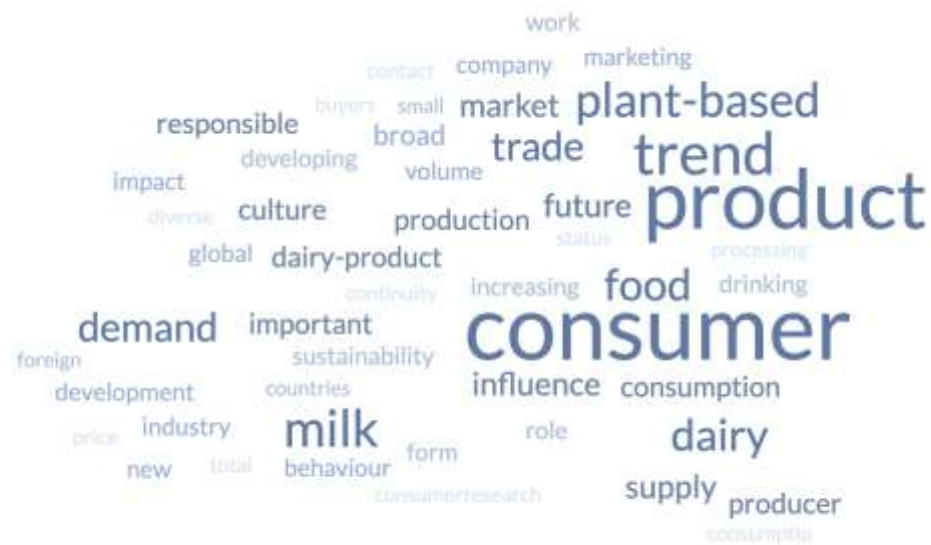 work
contact company marketing
buyers small market plant-based
responsible broad trade trend
developing volume
impact product
diverse culture production future
status
global dairy-product processing
continuity increasing food drinking
demand important consumer
foreign sustainability
development countries influence consumption
price industry milk role dairy
new total behaviour form
consumerresearch supply producer
consumptio